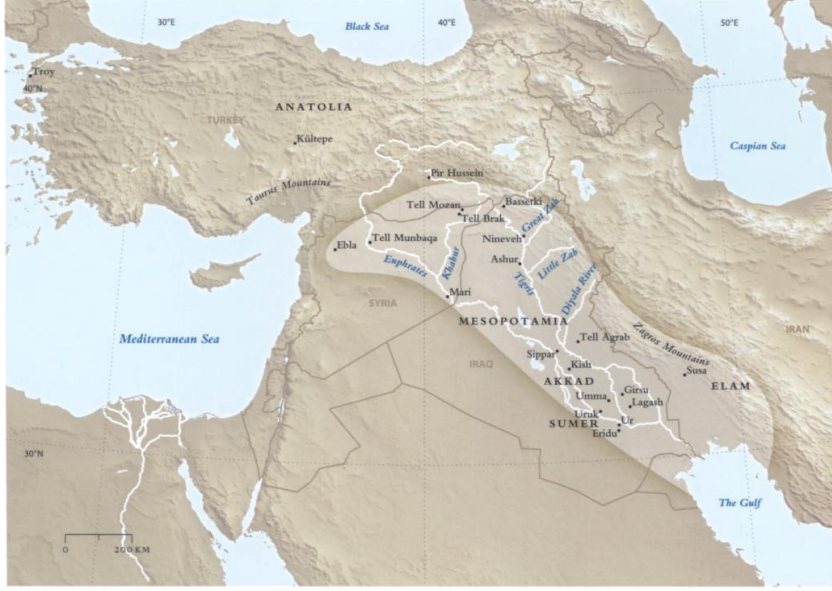 30°E
Black Sea
40°E
50°E
Troy
40°N
ANATOLIA
TURKEY
Kültepe
Caspian Sea
Pir Hussein
Taurus Mountains
Tell Mozan
Basserki
Tell Brak
Great Zab
Nineveh
Ebla
Tell Munbaqa
Euphrates
Khabur
Ashur
Little Zab
Tigris
Diyala River
Mari
SYRIA
MESOPOTAMIA
Zagros Mountains
IRAN
Mediterranean Sea
Tell Agrab
Sippar
IRAQ
Kish
Susa
AKKAD
ELAM
Girsu
Umma
Lagash
Uruk
Ur
SUMER
Eridu
30°N
The Gulf
0 200 KM